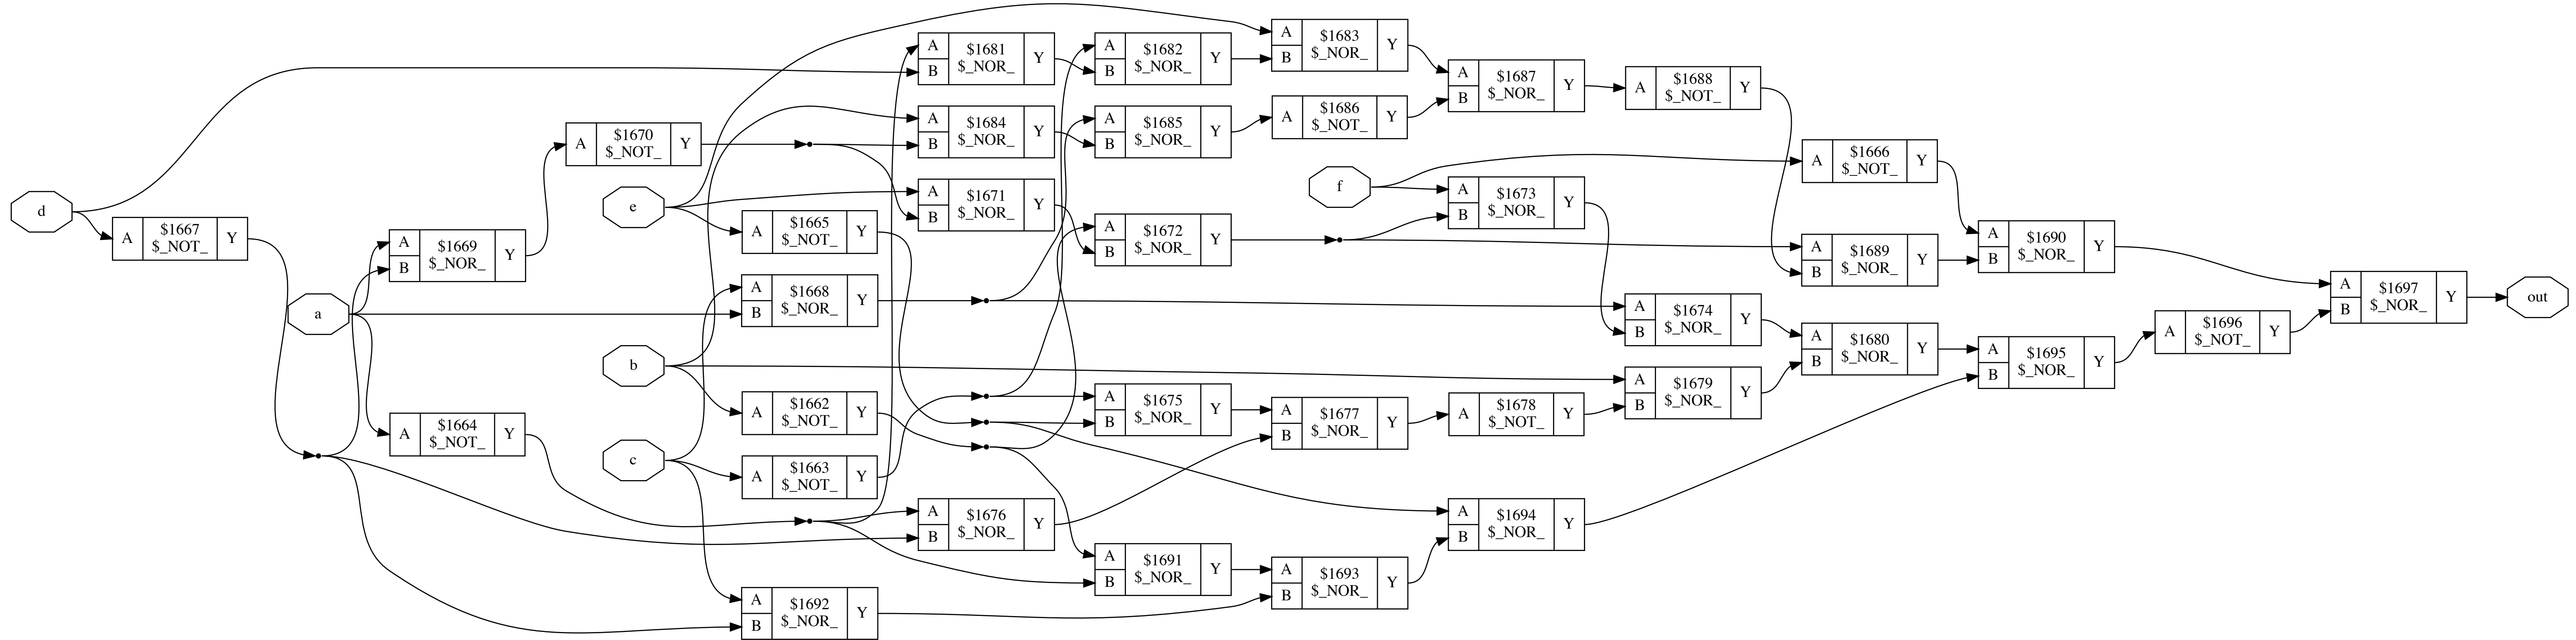 A
$1683
$_NOR_
Y
B
A
$1681
$_NOR_
Y
B
A
$1682
$_NOR_
Y
B
A
$1687
$_NOR_
Y
B
A
$1688
$_NOT_
Y
A
$1684
$_NOR_
Y
B
A
$1685
$_NOR_
Y
B
A
$1686
$_NOT_
Y
A
$1670
$_NOT_
Y
A
$1666
$_NOT_
Y
d
e
f
A
$1671
$_NOR_
Y
B
A
$1673
$_NOR_
Y
B
A
$1667
$_NOT_
Y
A
$1669
$_NOR_
Y
B
A
$1665
$_NOT_
Y
A
$1672
$_NOR_
Y
B
A
$1689
$_NOR_
Y
B
A
$1690
$_NOR_
Y
B
a
A
$1668
$_NOR_
Y
B
A
$1674
$_NOR_
Y
B
A
$1697
$_NOR_
Y
B
out
A
$1696
$_NOT_
Y
b
A
$1680
$_NOR_
Y
B
A
$1695
$_NOR_
Y
B
A
$1679
$_NOR_
Y
B
A
$1664
$_NOT_
Y
A
$1662
$_NOT_
Y
A
$1675
$_NOR_
Y
B
A
$1677
$_NOR_
Y
B
A
$1678
$_NOT_
Y
c
A
$1663
$_NOT_
Y
A
$1676
$_NOR_
Y
B
A
$1694
$_NOR_
Y
B
A
$1691
$_NOR_
Y
B
A
$1693
$_NOR_
Y
B
A
$1692
$_NOR_
Y
B